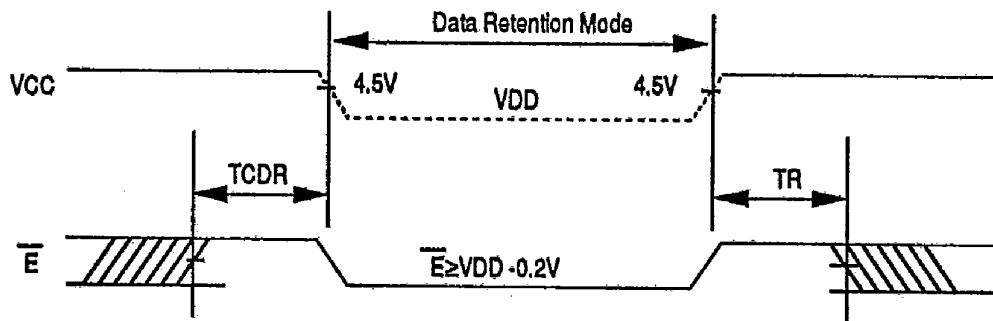 Data Retention Mode
VCC
4.5V
VDD
4.5V
TCDR
TR
E̅
E̅≥VDD -0.2V